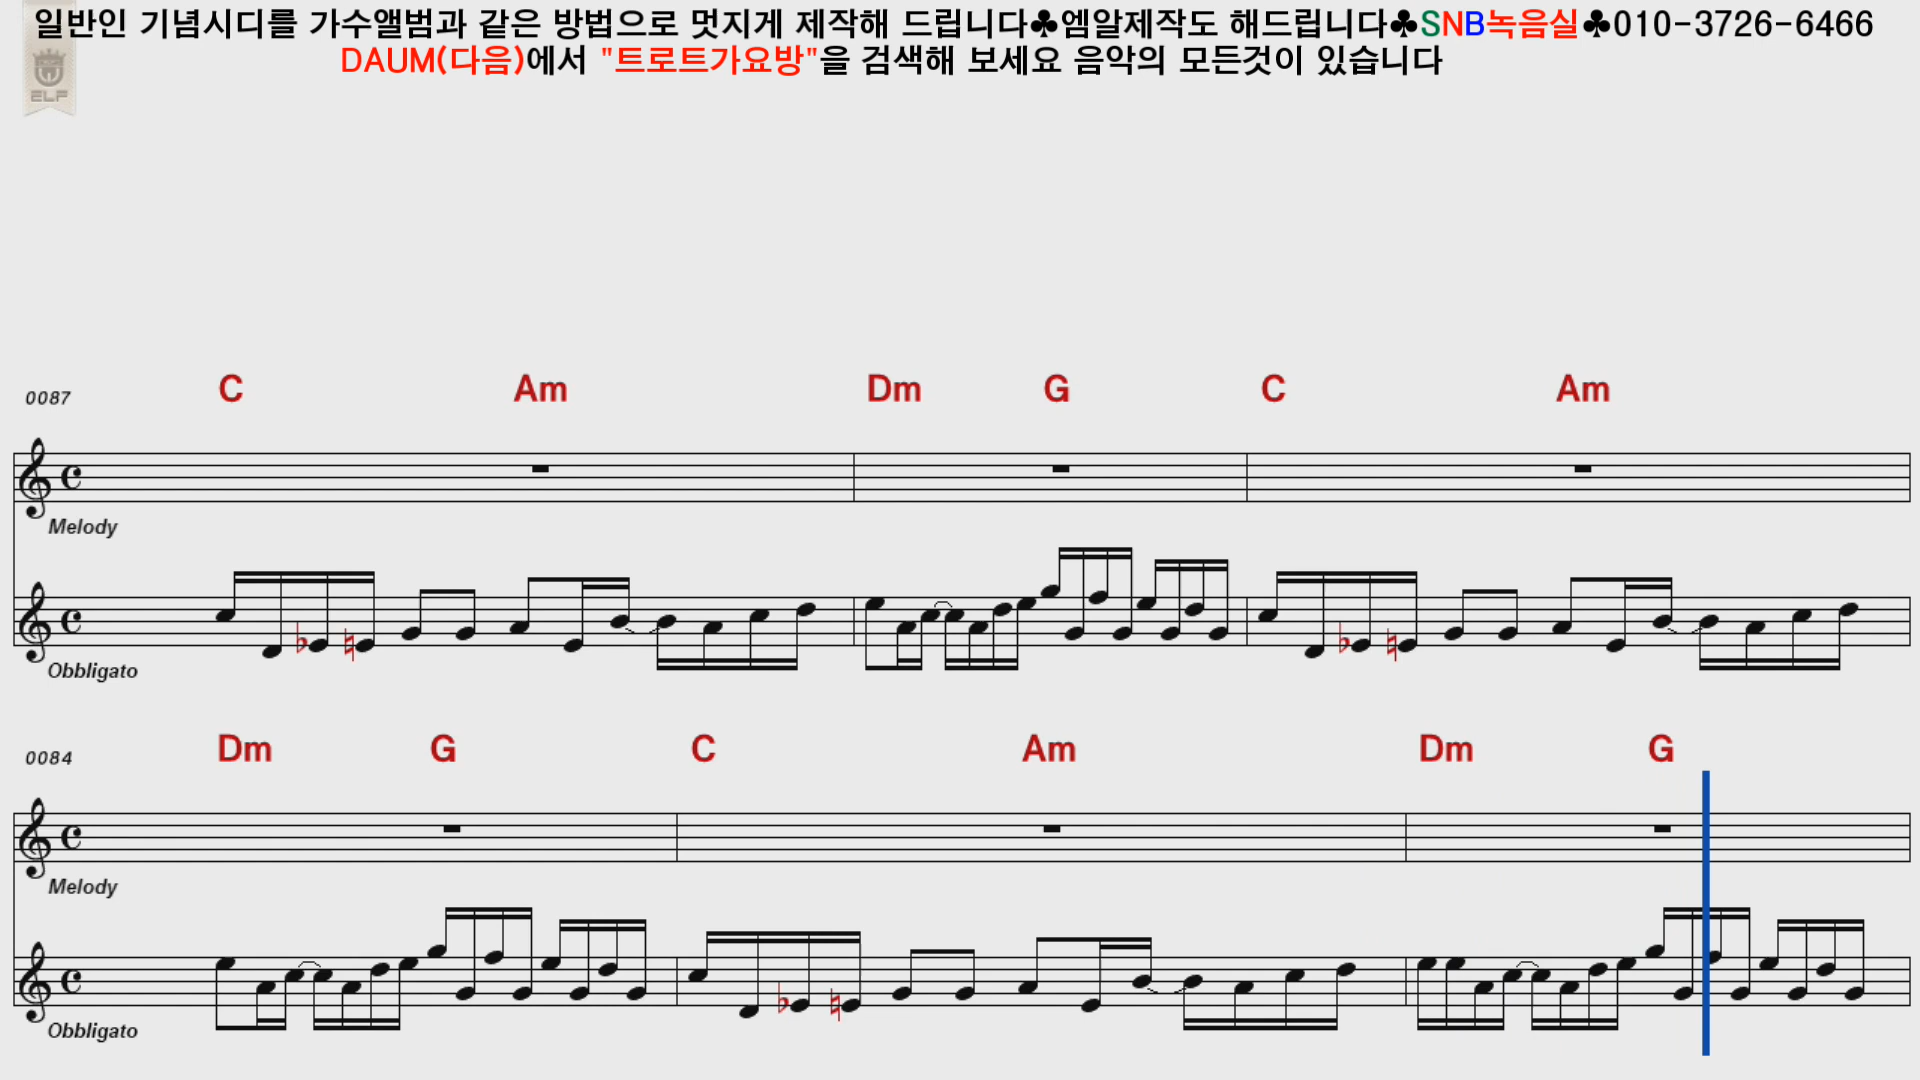 일반인 기념시디를 가수앨범과 같은 방법으로 멋지게 제작해 드립니다♣엠알제작도 해드립니다♣SNB녹음실♣010-3726-6466
DAUM(다음)에서 "트로트가요방"을 검색해 보세요 음악의 모든것이 있습니다
ELF
0087 C Am Dm G C Am
Melody
Obbligato
0084 Dm G C Am Dm G
Melody
Obbligato